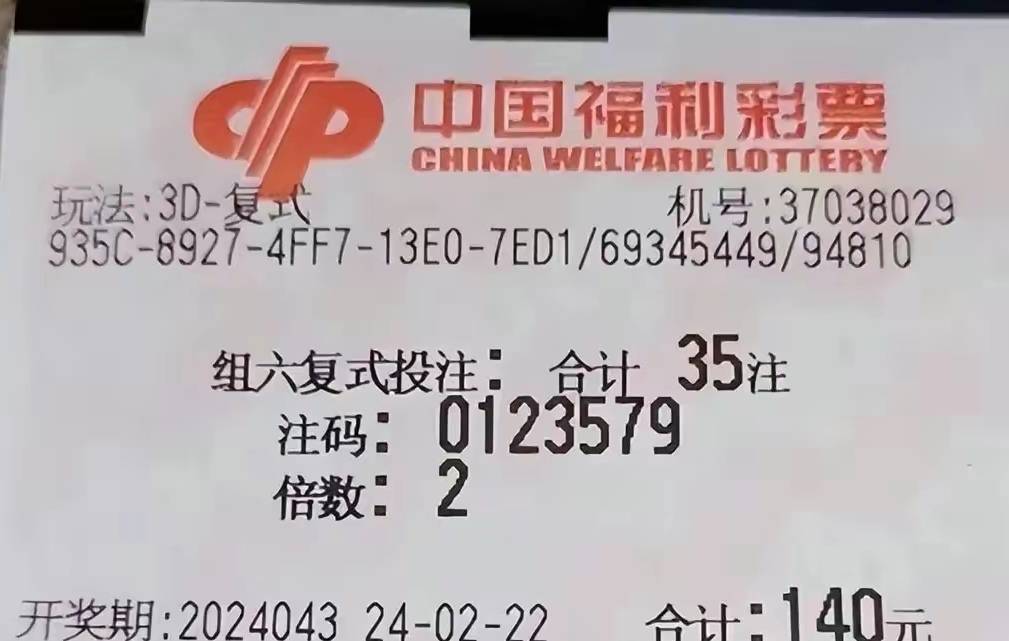 中国福利彩票
CHINA WELFARE LOTTERY
玩法:3D-复式 机号:37038029
935C-8927-4FF7-13E0-7ED1/69345449/94810
组六复式投注: 合计 35注
注码: 0123579
倍数: 2
开奖期:2024043 24-02-22 合计:140元